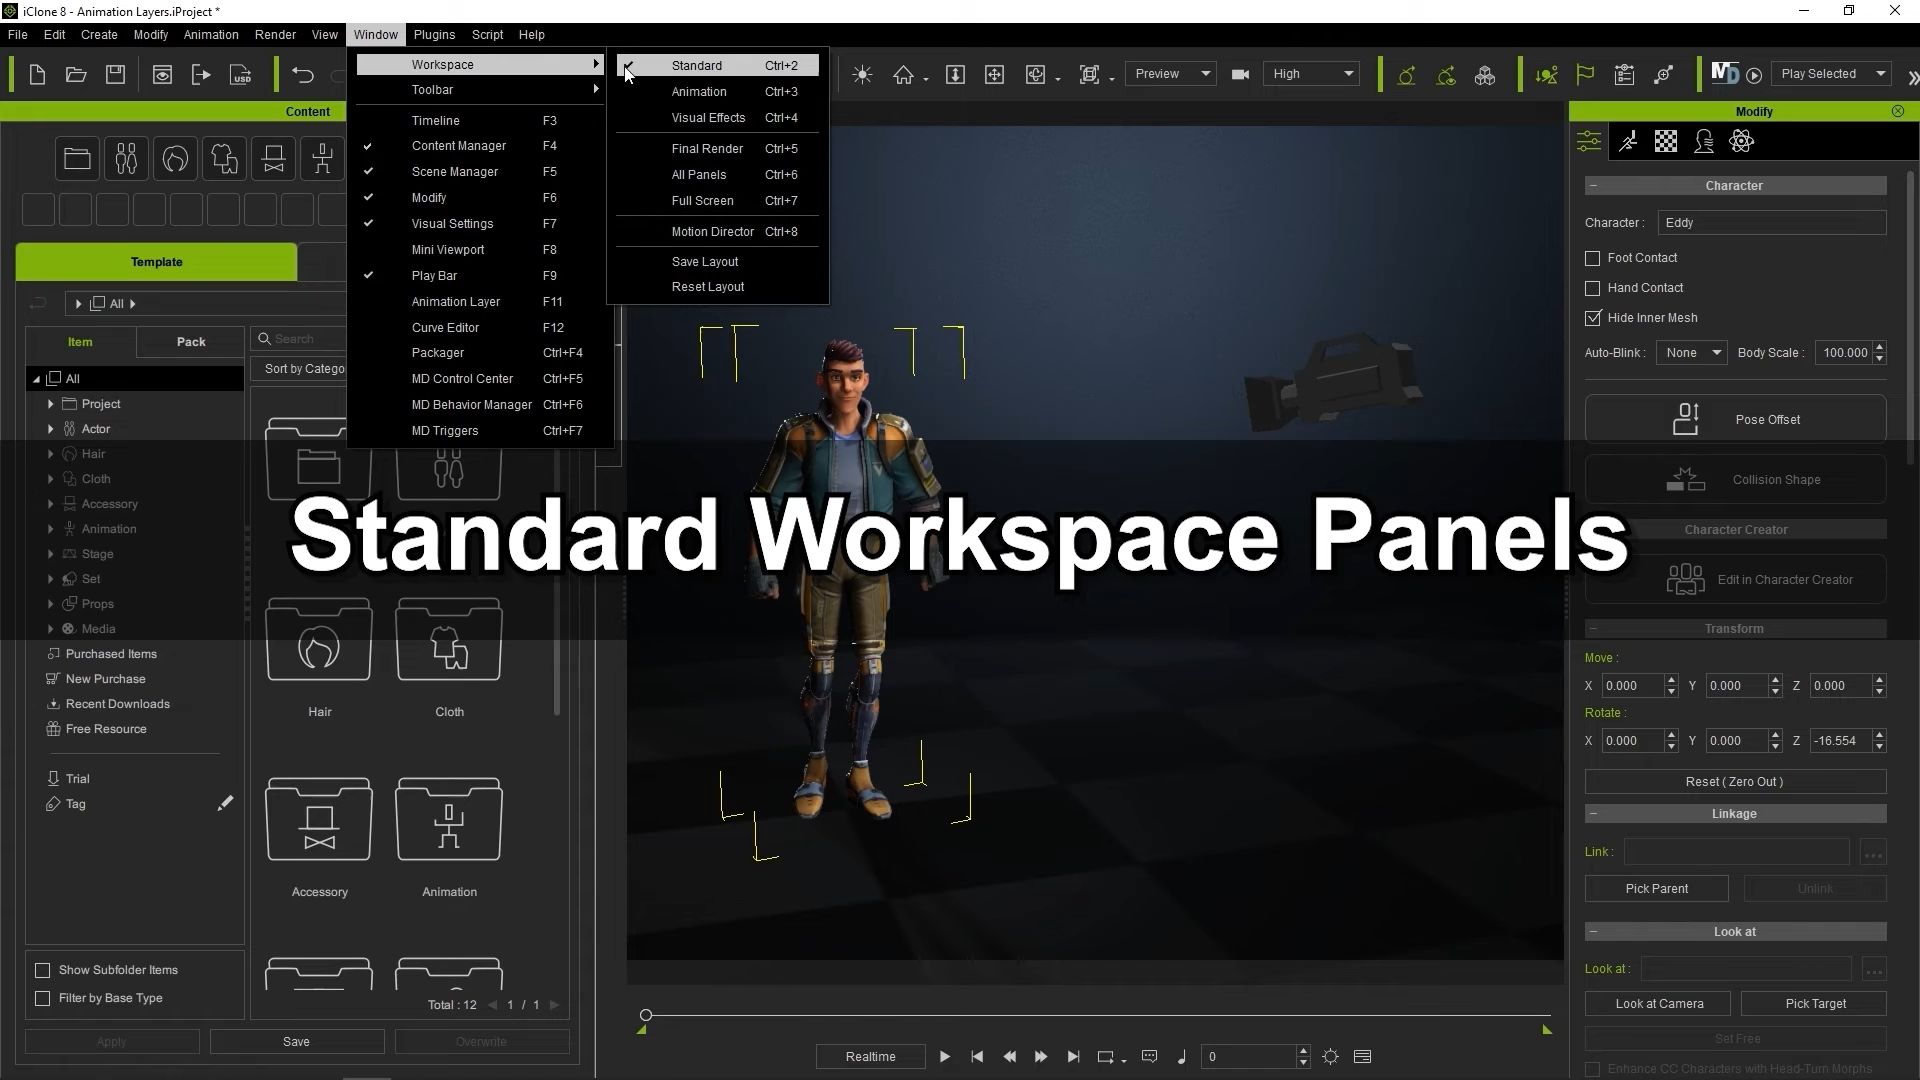 iClone 8 - Animation Layers.iProject *
File Edit Create Modify Animation Render View Window Plugins Script Help
Workspace
Toolbar
Timeline F3
Content Manager F4
Scene Manager F5
Modify F6
Visual Settings F7
Mini Viewport F8
Play Bar F9
Animation Layer F11
Curve Editor F12
Packager Ctrl+F4
MD Control Center Ctrl+F5
MD Behavior Manager Ctrl+F6
MD Triggers Ctrl+F7
Standard Ctrl+2
Animation Ctrl+3
Visual Effects Ctrl+4
Final Render Ctrl+5
All Panels Ctrl+6
Full Screen Ctrl+7
Motion Director Ctrl+8
Save Layout
Reset Layout
USD
Preview
High
MD
Play Selected
Content
Template
All
Item
Pack
Search
Sort by Catego
All
Project
Actor
Hair
Cloth
Accessory
Animation
Stage
Set
Props
Media
Purchased Items
New Purchase
Recent Downloads
Free Resource
Trial
Tag
Show Subfolder Items
Filter by Base Type
Hair
Cloth
Accessory
Animation
Total : 12
1 / 1
Apply
Save
Overwrite
Standard Workspace Panels
Realtime
0
Modify
Character
Character : Eddy
Foot Contact
Hand Contact
Hide Inner Mesh
Auto-Blink : None Body Scale : 100.000
Pose Offset
Collision Shape
Character Creator
Edit in Character Creator
Transform
Move :
X 0.000 Y 0.000 Z 0.000
Rotate :
X 0.000 Y 0.000 Z -16.554
Reset ( Zero Out )
Linkage
Link : ...
Pick Parent
Unlink
Look at
Look at : ...
Look at Camera
Pick Target
Set Free
Enhance CC Characters with Head-Turn Morphs